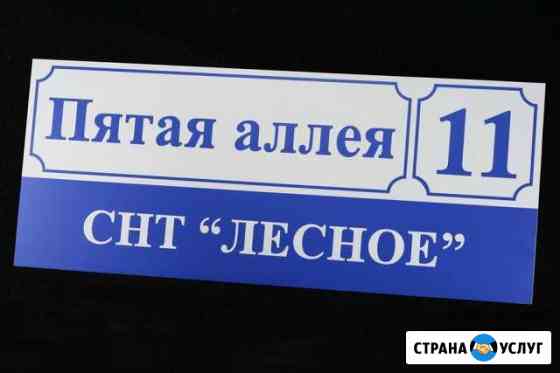 Пятая аллея 11
СНТ “ЛЕСНОЕ”
СТРАНА УСЛУГ